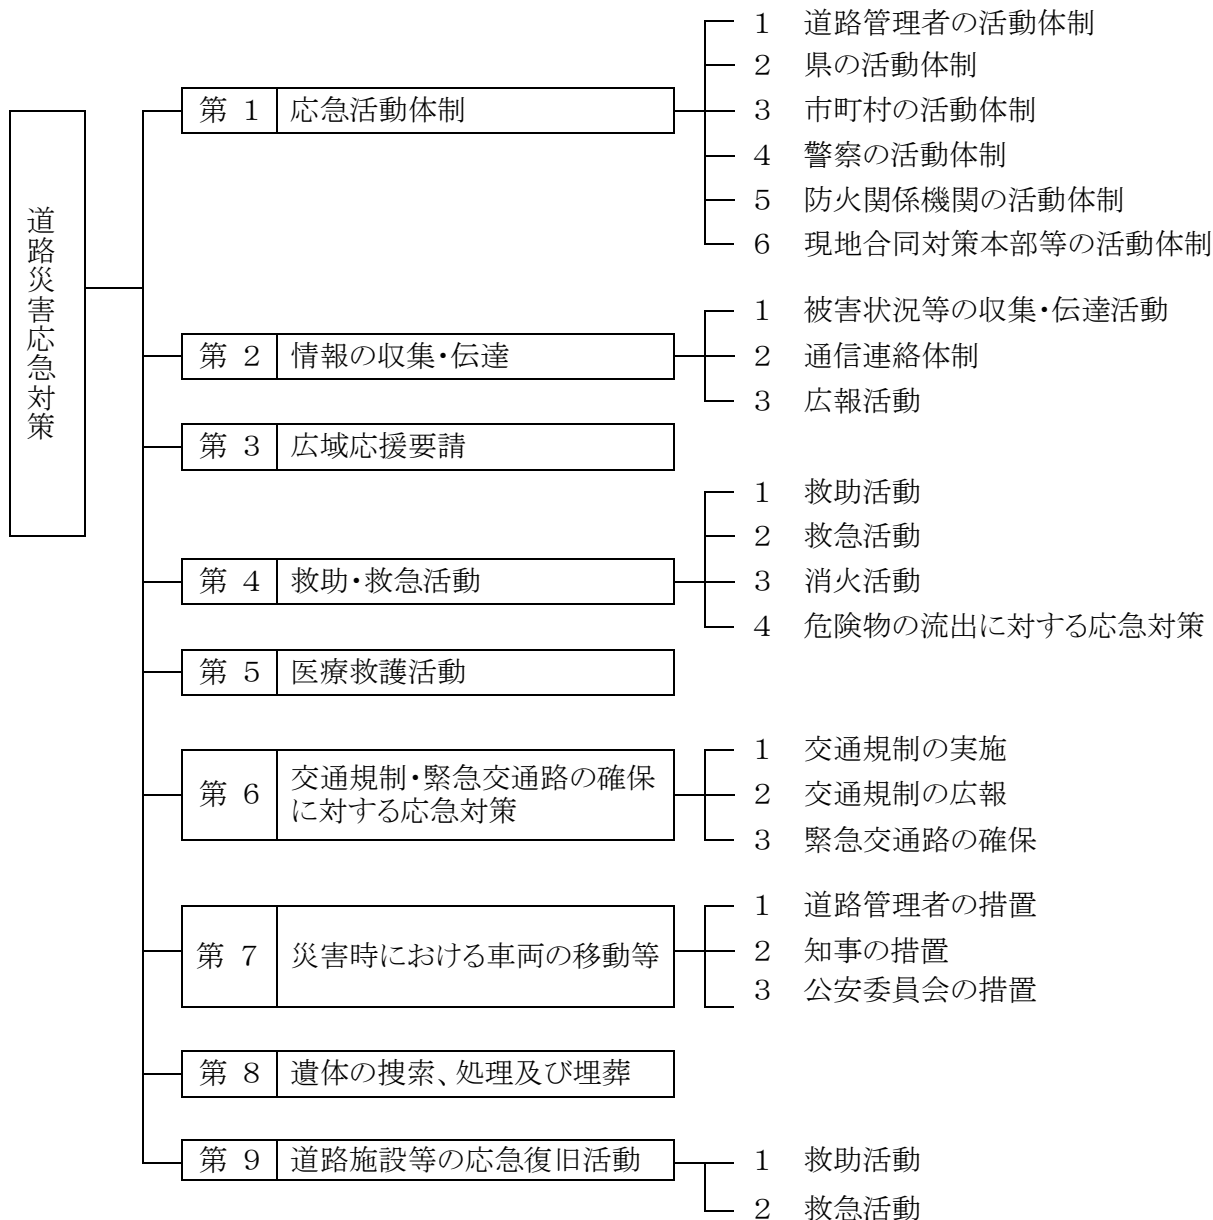 道路災害応急対策
第 1 応急活動体制
1 道路管理者の活動体制
2 県の活動体制
3 市町村の活動体制
4 警察の活動体制
5 防火関係機関の活動体制
6 現地合同対策本部等の活動体制
第 2 情報の収集・伝達
1 被害状況等の収集・伝達活動
2 通信連絡体制
3 広報活動
第 3 広域応援要請
第 4 救助・救急活動
1 救助活動
2 救急活動
3 消火活動
4 危険物の流出に対する応急対策
第 5 医療救護活動
第 6 交通規制・緊急交通路の確保
に対する応急対策
1 交通規制の実施
2 交通規制の広報
3 緊急交通路の確保
第 7 災害時における車両の移動等
1 道路管理者の措置
2 知事の措置
3 公安委員会の措置
第 8 遺体の捜索、処理及び埋葬
第 9 道路施設等の応急復旧活動
1 救助活動
2 救急活動